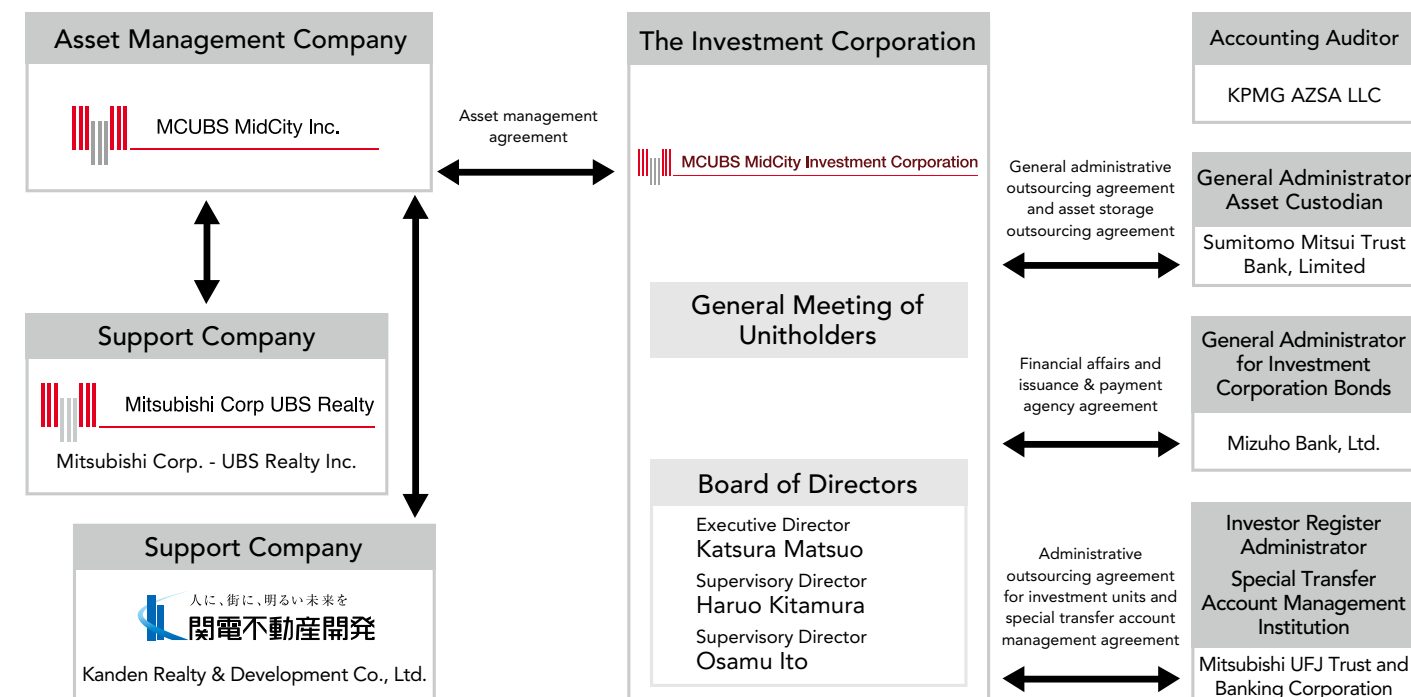 Asset Management Company
MCUBS MidCity Inc.
Asset management
agreement
Support Company
Mitsubishi Corp UBS Realty
Mitsubishi Corp. - UBS Realty Inc.
Support Company
人に、街に、明るい未来を
関電不動産開発
Kanden Realty & Development Co., Ltd.
The Investment Corporation
MCUBS MidCity Investment Corporation
General Meeting of
Unitholders
Board of Directors
Executive Director
Katsura Matsuo
Supervisory Director
Haruo Kitamura
Supervisory Director
Osamu Ito
General administrative
outsourcing agreement
and asset storage
outsourcing agreement
Financial affairs and
issuance & payment
agency agreement
Administrative
outsourcing agreement
for investment units and
special transfer account
management agreement
Accounting Auditor
KPMG AZSA LLC
General Administrator
Asset Custodian
Sumitomo Mitsui Trust
Bank, Limited
General Administrator
for Investment
Corporation Bonds
Mizuho Bank, Ltd.
Investor Register
Administrator
Special Transfer
Account Management
Institution
Mitsubishi UFJ Trust and
Banking Corporation